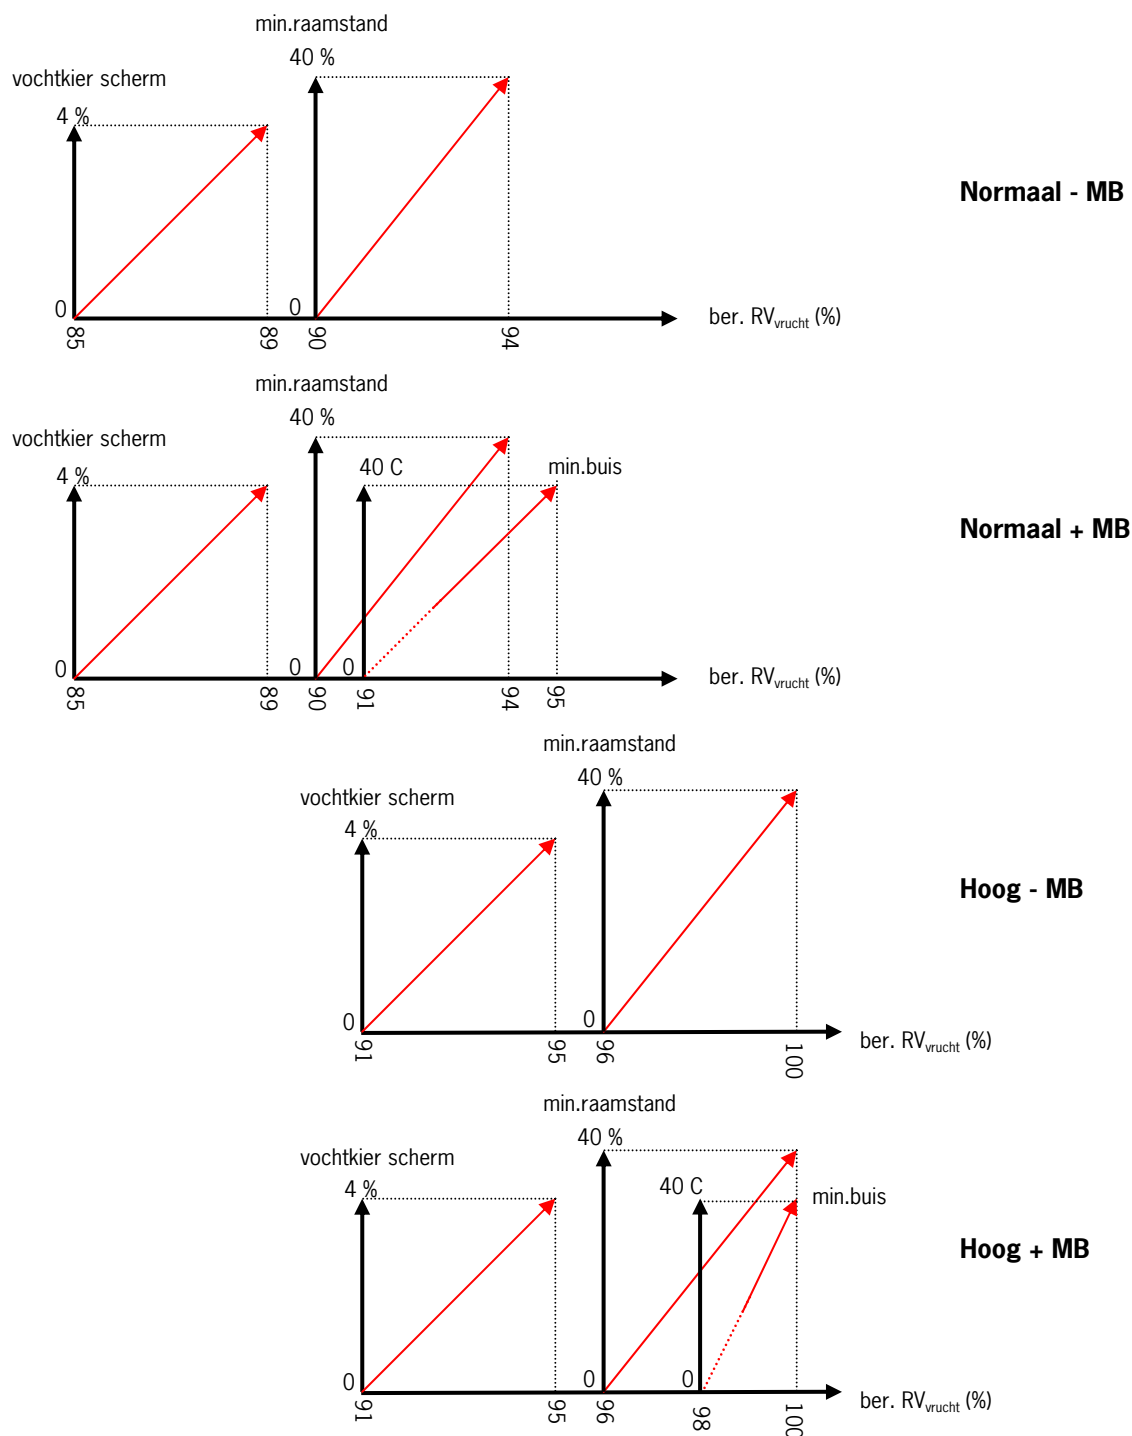 min.raamstand
40 %
vochtkier scherm
4 %
Normaal - MB
0
0
ber. RVvrucht (%)
85
89
90
94
min.raamstand
40 %
vochtkier scherm
4 %
40 C
min.buis
Normaal + MB
0
0
0
ber. RVvrucht (%)
85
89
90
91
94
95
min.raamstand
40 %
vochtkier scherm
4 %
Hoog - MB
0
0
ber. RVvrucht (%)
91
95
96
100
min.raamstand
40 %
vochtkier scherm
4 %
40 C
min.buis
Hoog + MB
0
0
0
ber. RVvrucht (%)
91
95
96
98
100